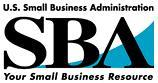 U.S. Small Business Administration
SBA
Your Small Business Resource